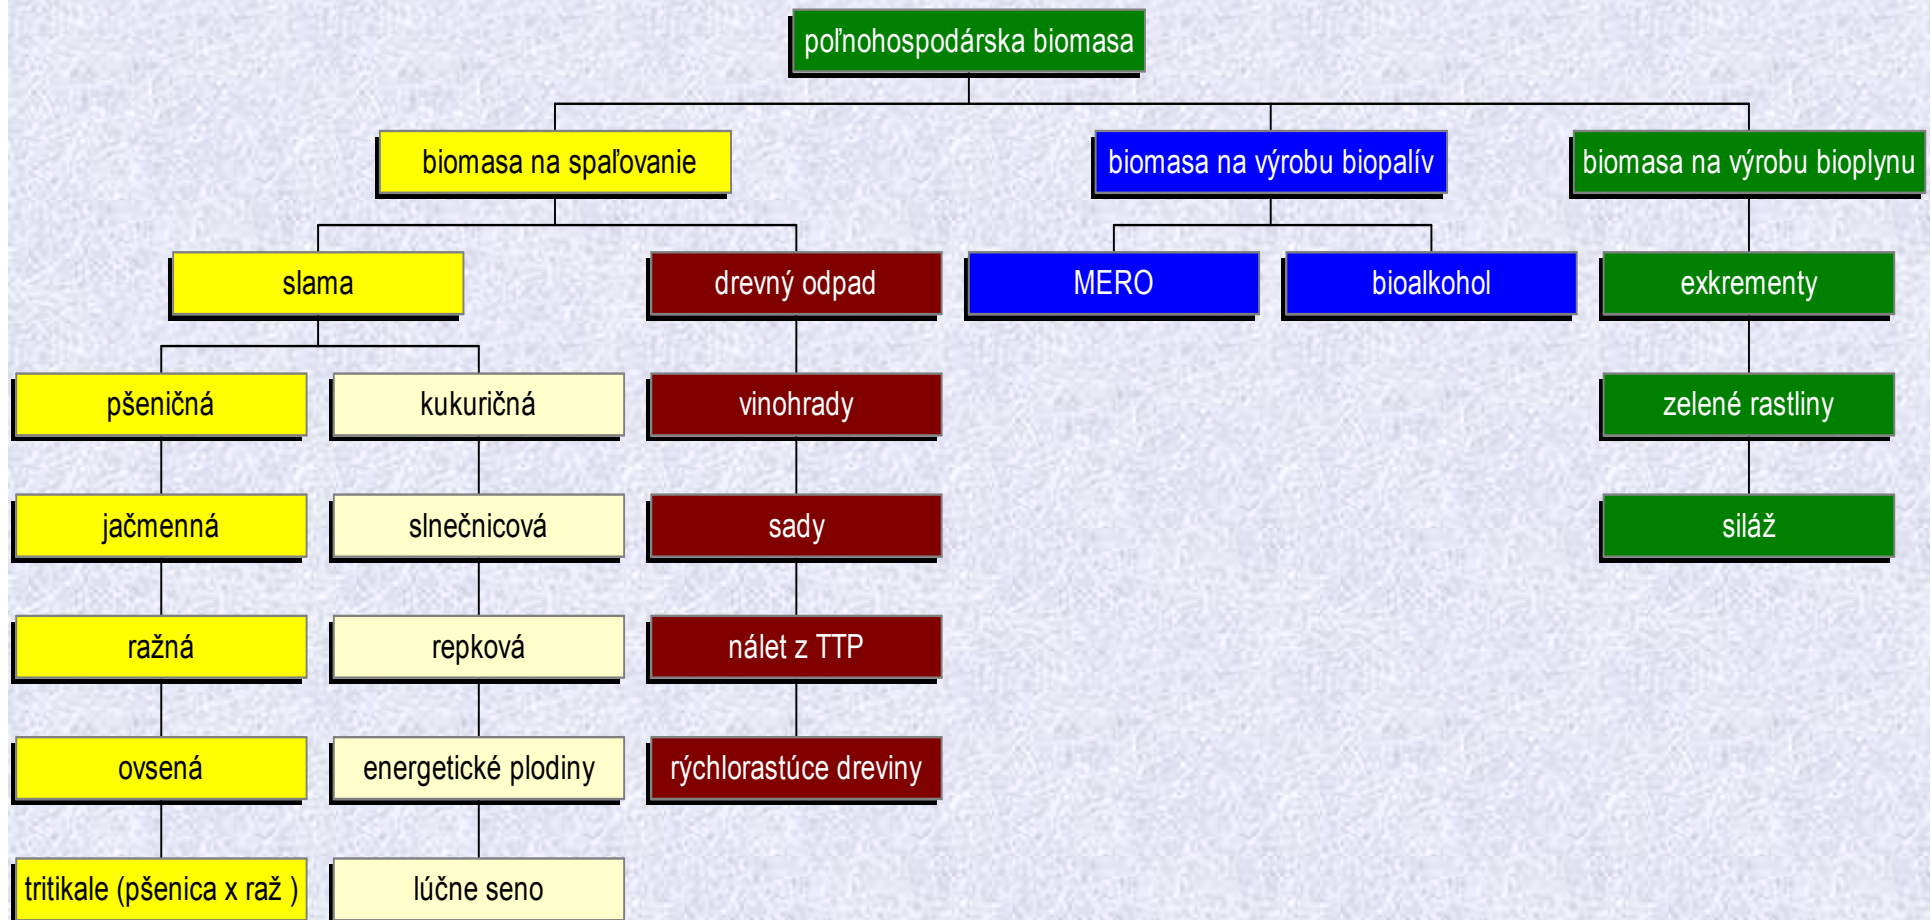 poľnohospodárska biomasa
biomasa na spaľovanie
biomasa na výrobu biopalív
biomasa na výrobu bioplynu
slama
drevný odpad
MERO
bioalkohol
exkrementy
pšeničná
kukuričná
vinohrady
zelené rastliny
jačmenná
slnečnicová
sady
siláž
ražná
repková
nálet z TTP
ovsená
energetické plodiny
rýchlorastúce dreviny
tritikale (pšenica x raž )
lúčne seno